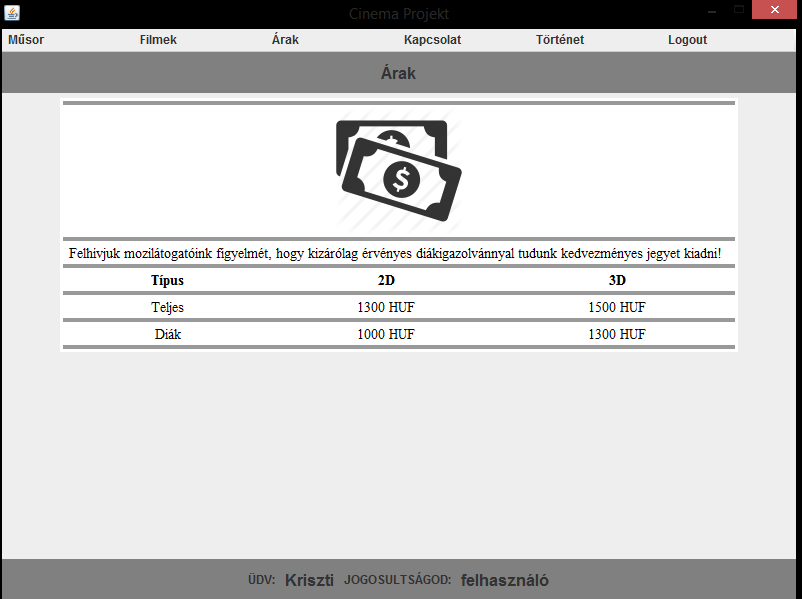 Cinema Projekt
Műsor Filmek Árak Kapcsolat Történet Logout
Árak
$ $
Felhivjuk mozilátogatóink figyelmét, hogy kizárólag érvényes diákigazolvánnyal tudunk kedvezményes jegyet kiadni!
Típus 2D 3D
Teljes 1300 HUF 1500 HUF
Diák 1000 HUF 1300 HUF
ÜDV: Kriszti JOGOSULTSÁGOD: felhasználó